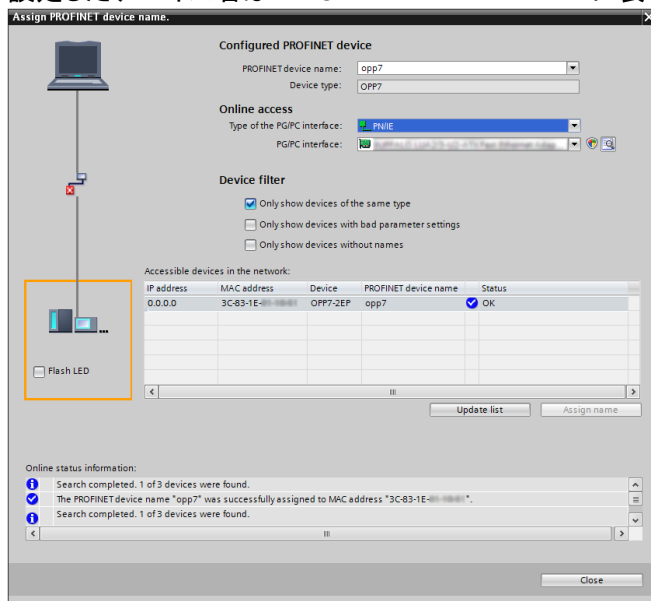 Assign PROFINET device name.
Configured PROFINET device
PROFINET device name: opp7
Device type: OPP7
Online access
Type of the PG/PC interface: PN/IE
PG/PC interface:
Device filter
Only show devices of the same type
Only show devices with bad parameter settings
Only show devices without names
Accessible devices in the network:
IP address MAC address Device PROFINET device name Status
0.0.0.0 3C-83-1E- OPP7-2EP opp7 OK
Flash LED
Update list Assign name
Online status information:
Search completed. 1 of 3 devices were found.
The PROFINET device name "opp7" was successfully assigned to MAC address "3C-83-1E- ".
Search completed. 1 of 3 devices were found.
Close